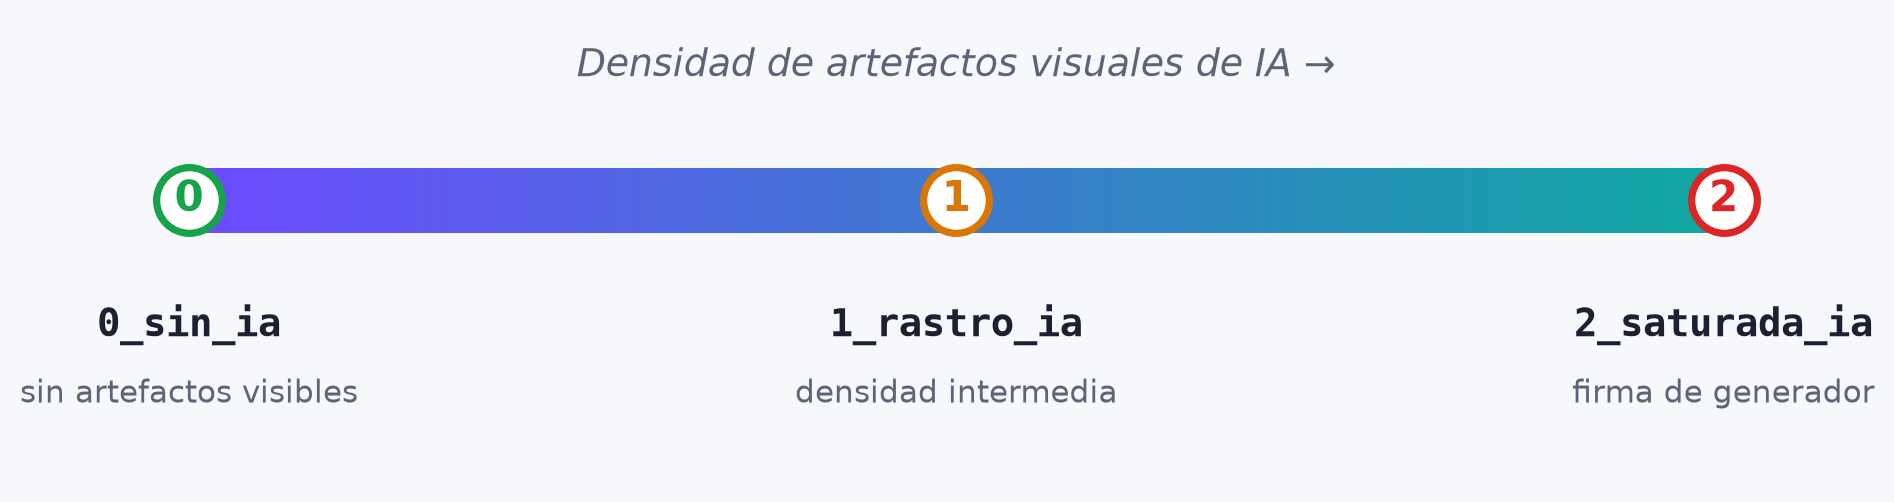 Densidad de artefactos visuales de IA →
0 1 2
0_sin_ia 1_rastro_ia 2_saturada_ia
sin artefactos visibles densidad intermedia firma de generador